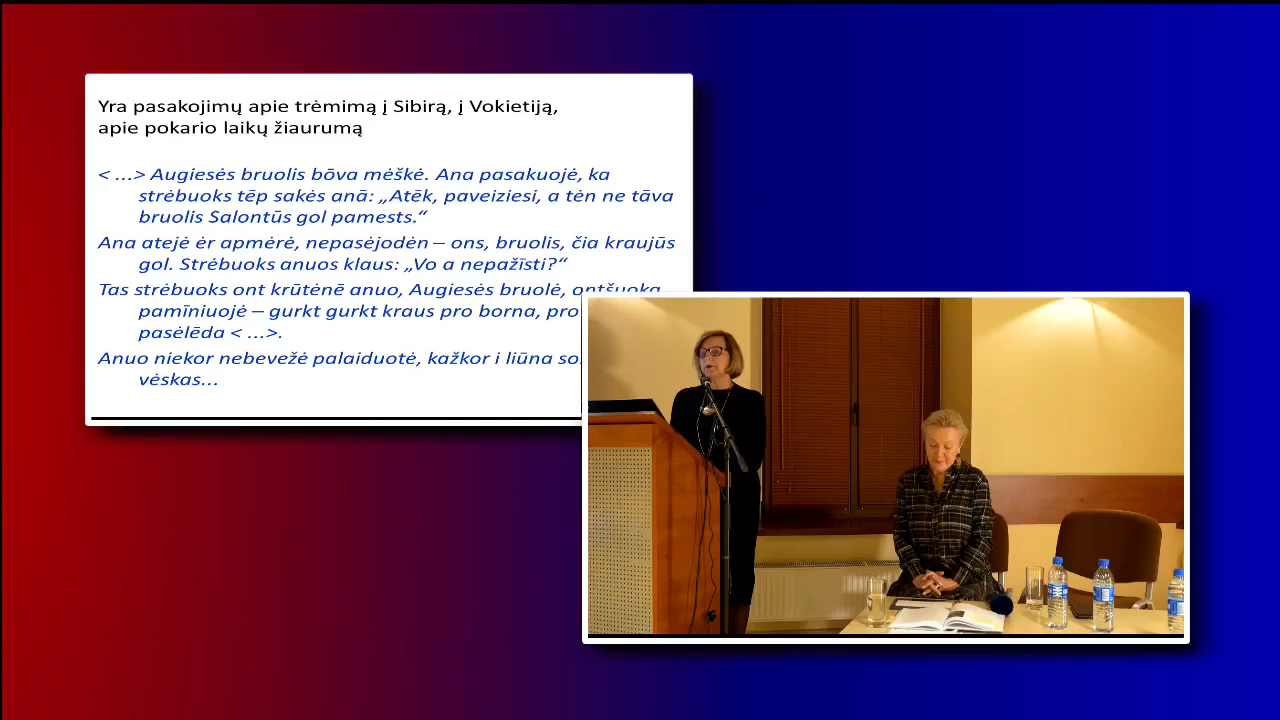 Yra pasakojimų apie trėmimą į Sibirą, į Vokietiją,
apie pokario laikų žiaurumą
< ...> Augiesės bruolis bōva mėškė. Ana pasakuojė, ka
strėbuoks tėp sakės anā: „Atēk, paveiziesi, a tėn ne tāva
bruolis Salontūs gol pamests.“
Ana atejė ėr apmėrė, nepasėjodėn – ons, bruolis, čia kraujūs
gol. Strėbuoks anuos klaus: „Vo a nepažīsti?“
Tas strėbuoks ont krūtėnē anuo, Augiesės bruolė, ontšuoka,
pamīniuojė – gurkt gurkt kraus pro borna, pro
pasėlēda < ...>.
Anuo niekor nebevežė palaiduotė, kažkor i liūna
vėskas...